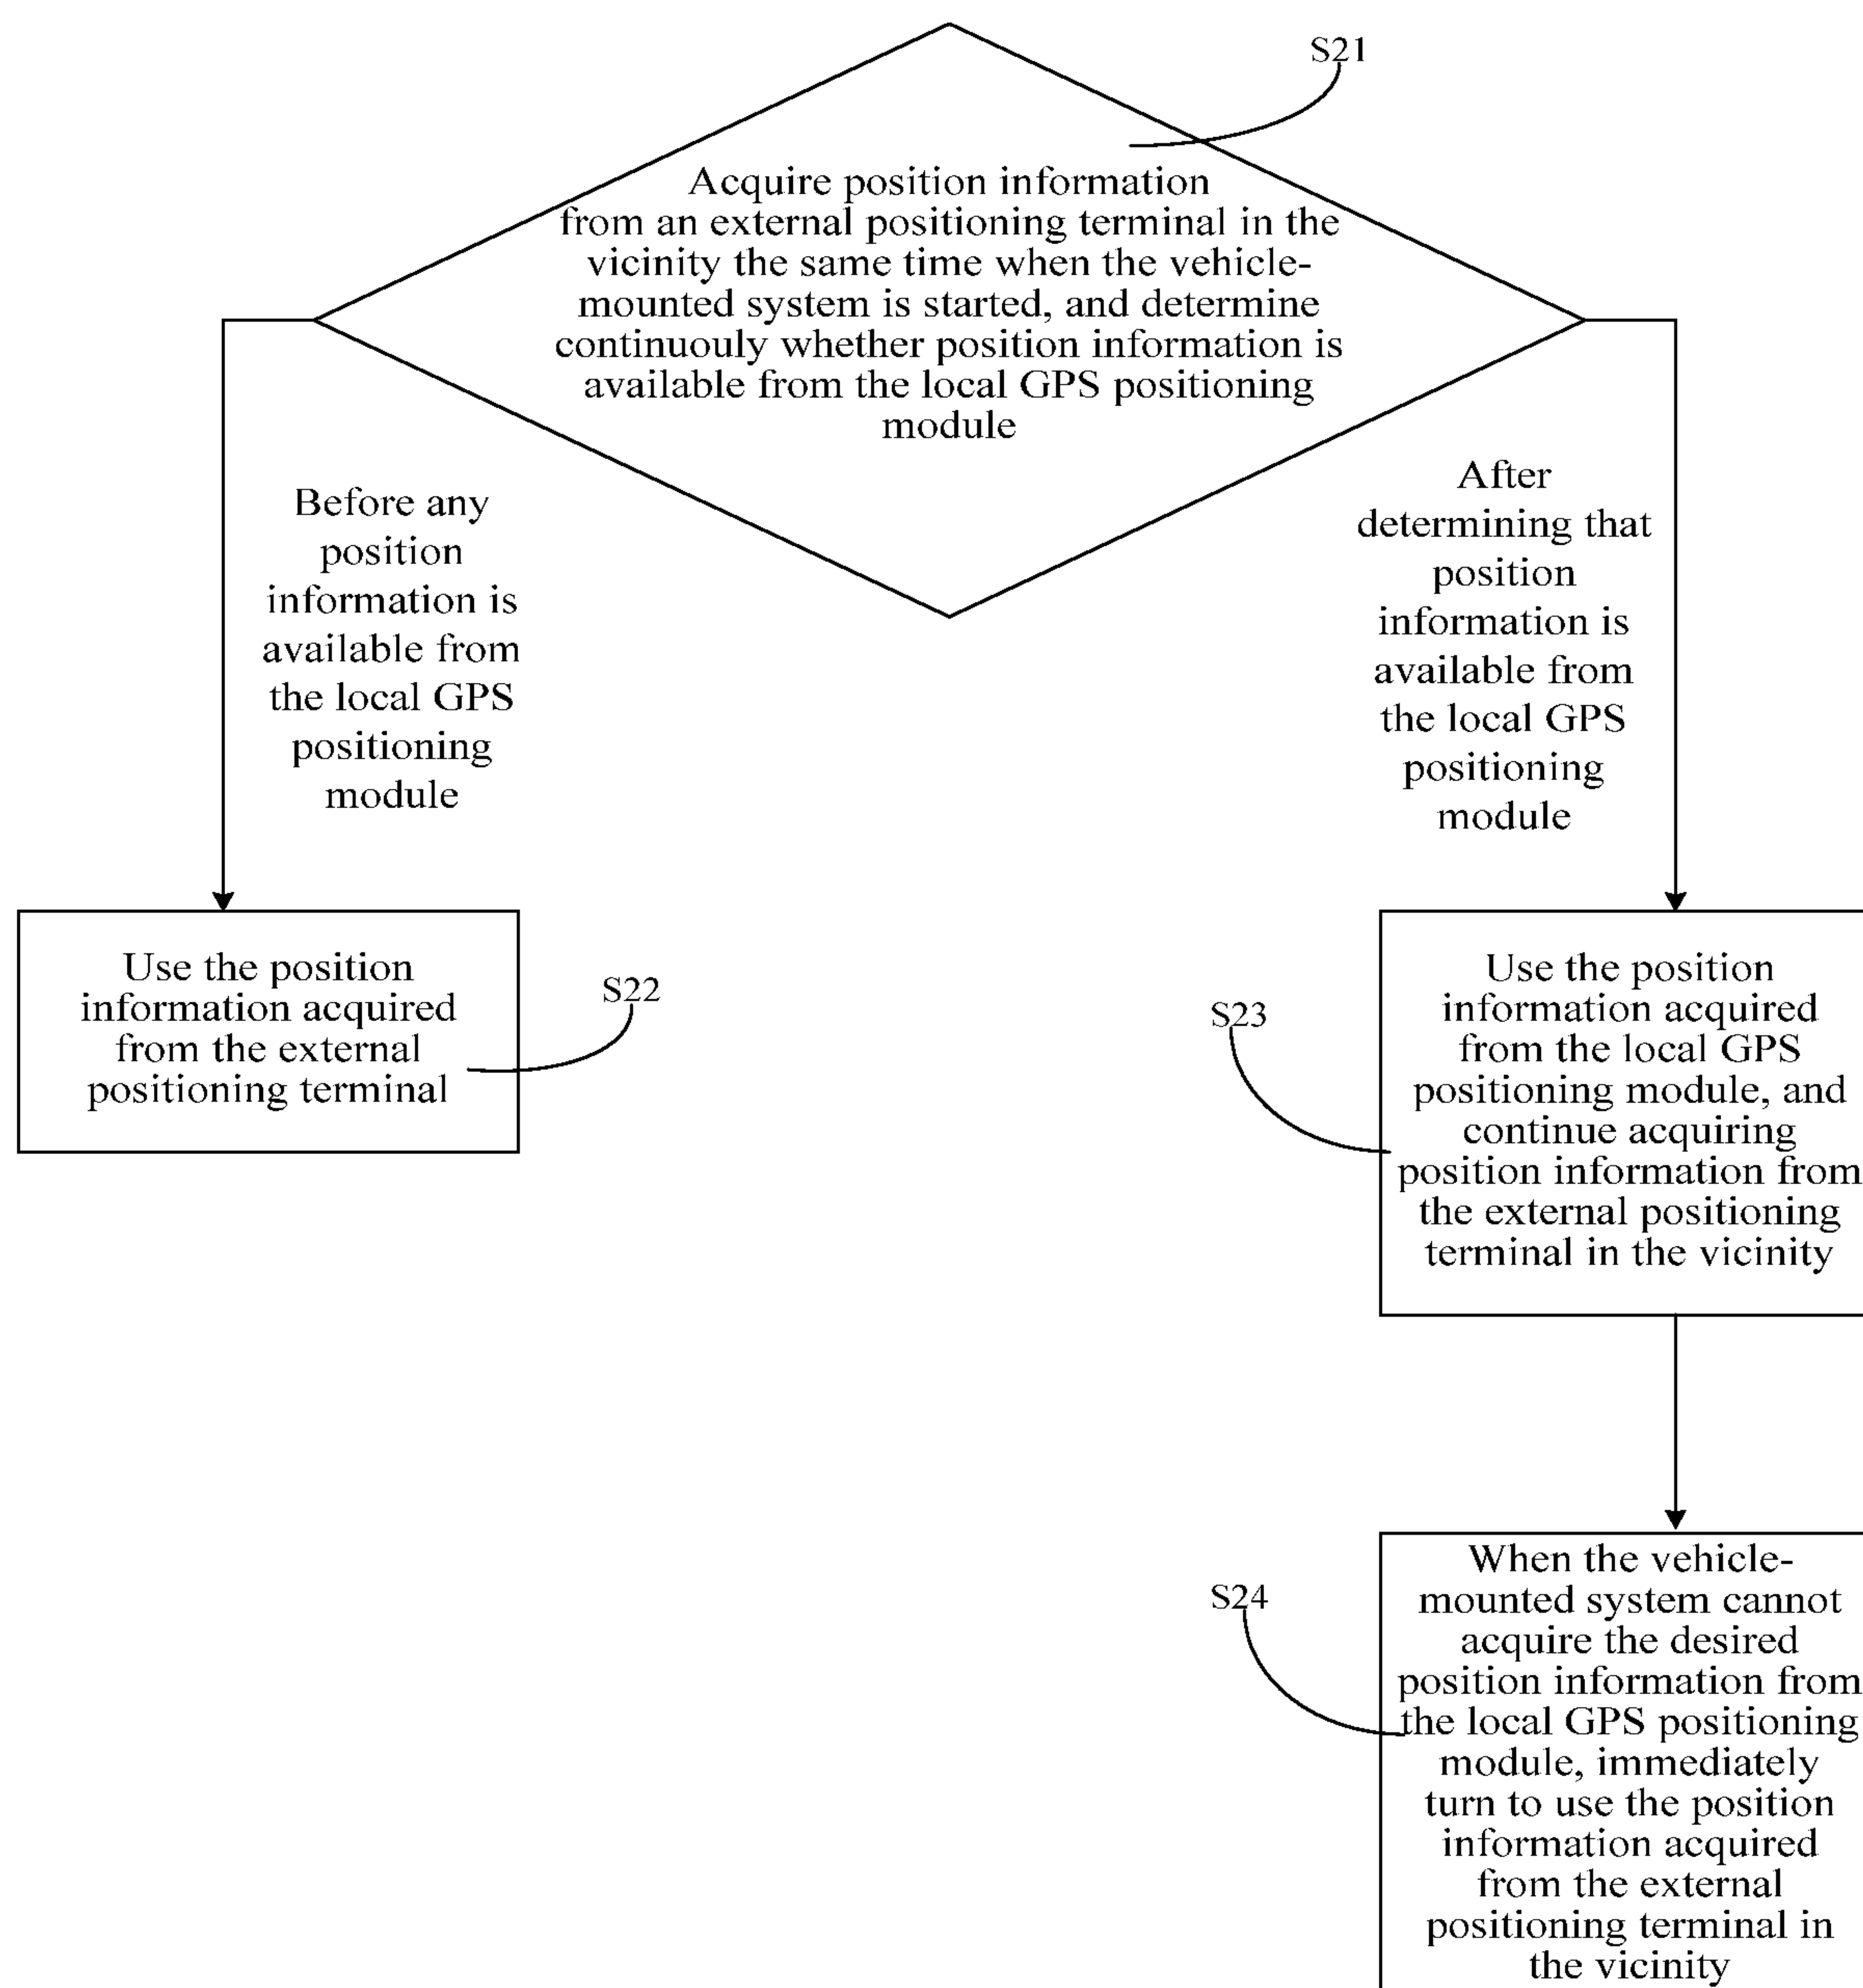 S21
Acquire position information
from an external positioning terminal in the
vicinity the same time when the vehicle-
mounted system is started, and determine
continuouly whether position information is
available from the local GPS positioning
module
Before any
position
information is
available from
the local GPS
positioning
module
After
determining that
position
information is
available from
the local GPS
positioning
module
Use the position
information acquired
from the external
positioning terminal
S22
S23
Use the position
information acquired
from the local GPS
positioning module, and
continue acquiring
position information from
the external positioning
terminal in the vicinity
S24
When the vehicle-
mounted system cannot
acquire the desired
position information from
the local GPS positioning
module, immediately
turn to use the position
information acquired
from the external
positioning terminal in
the vicinity